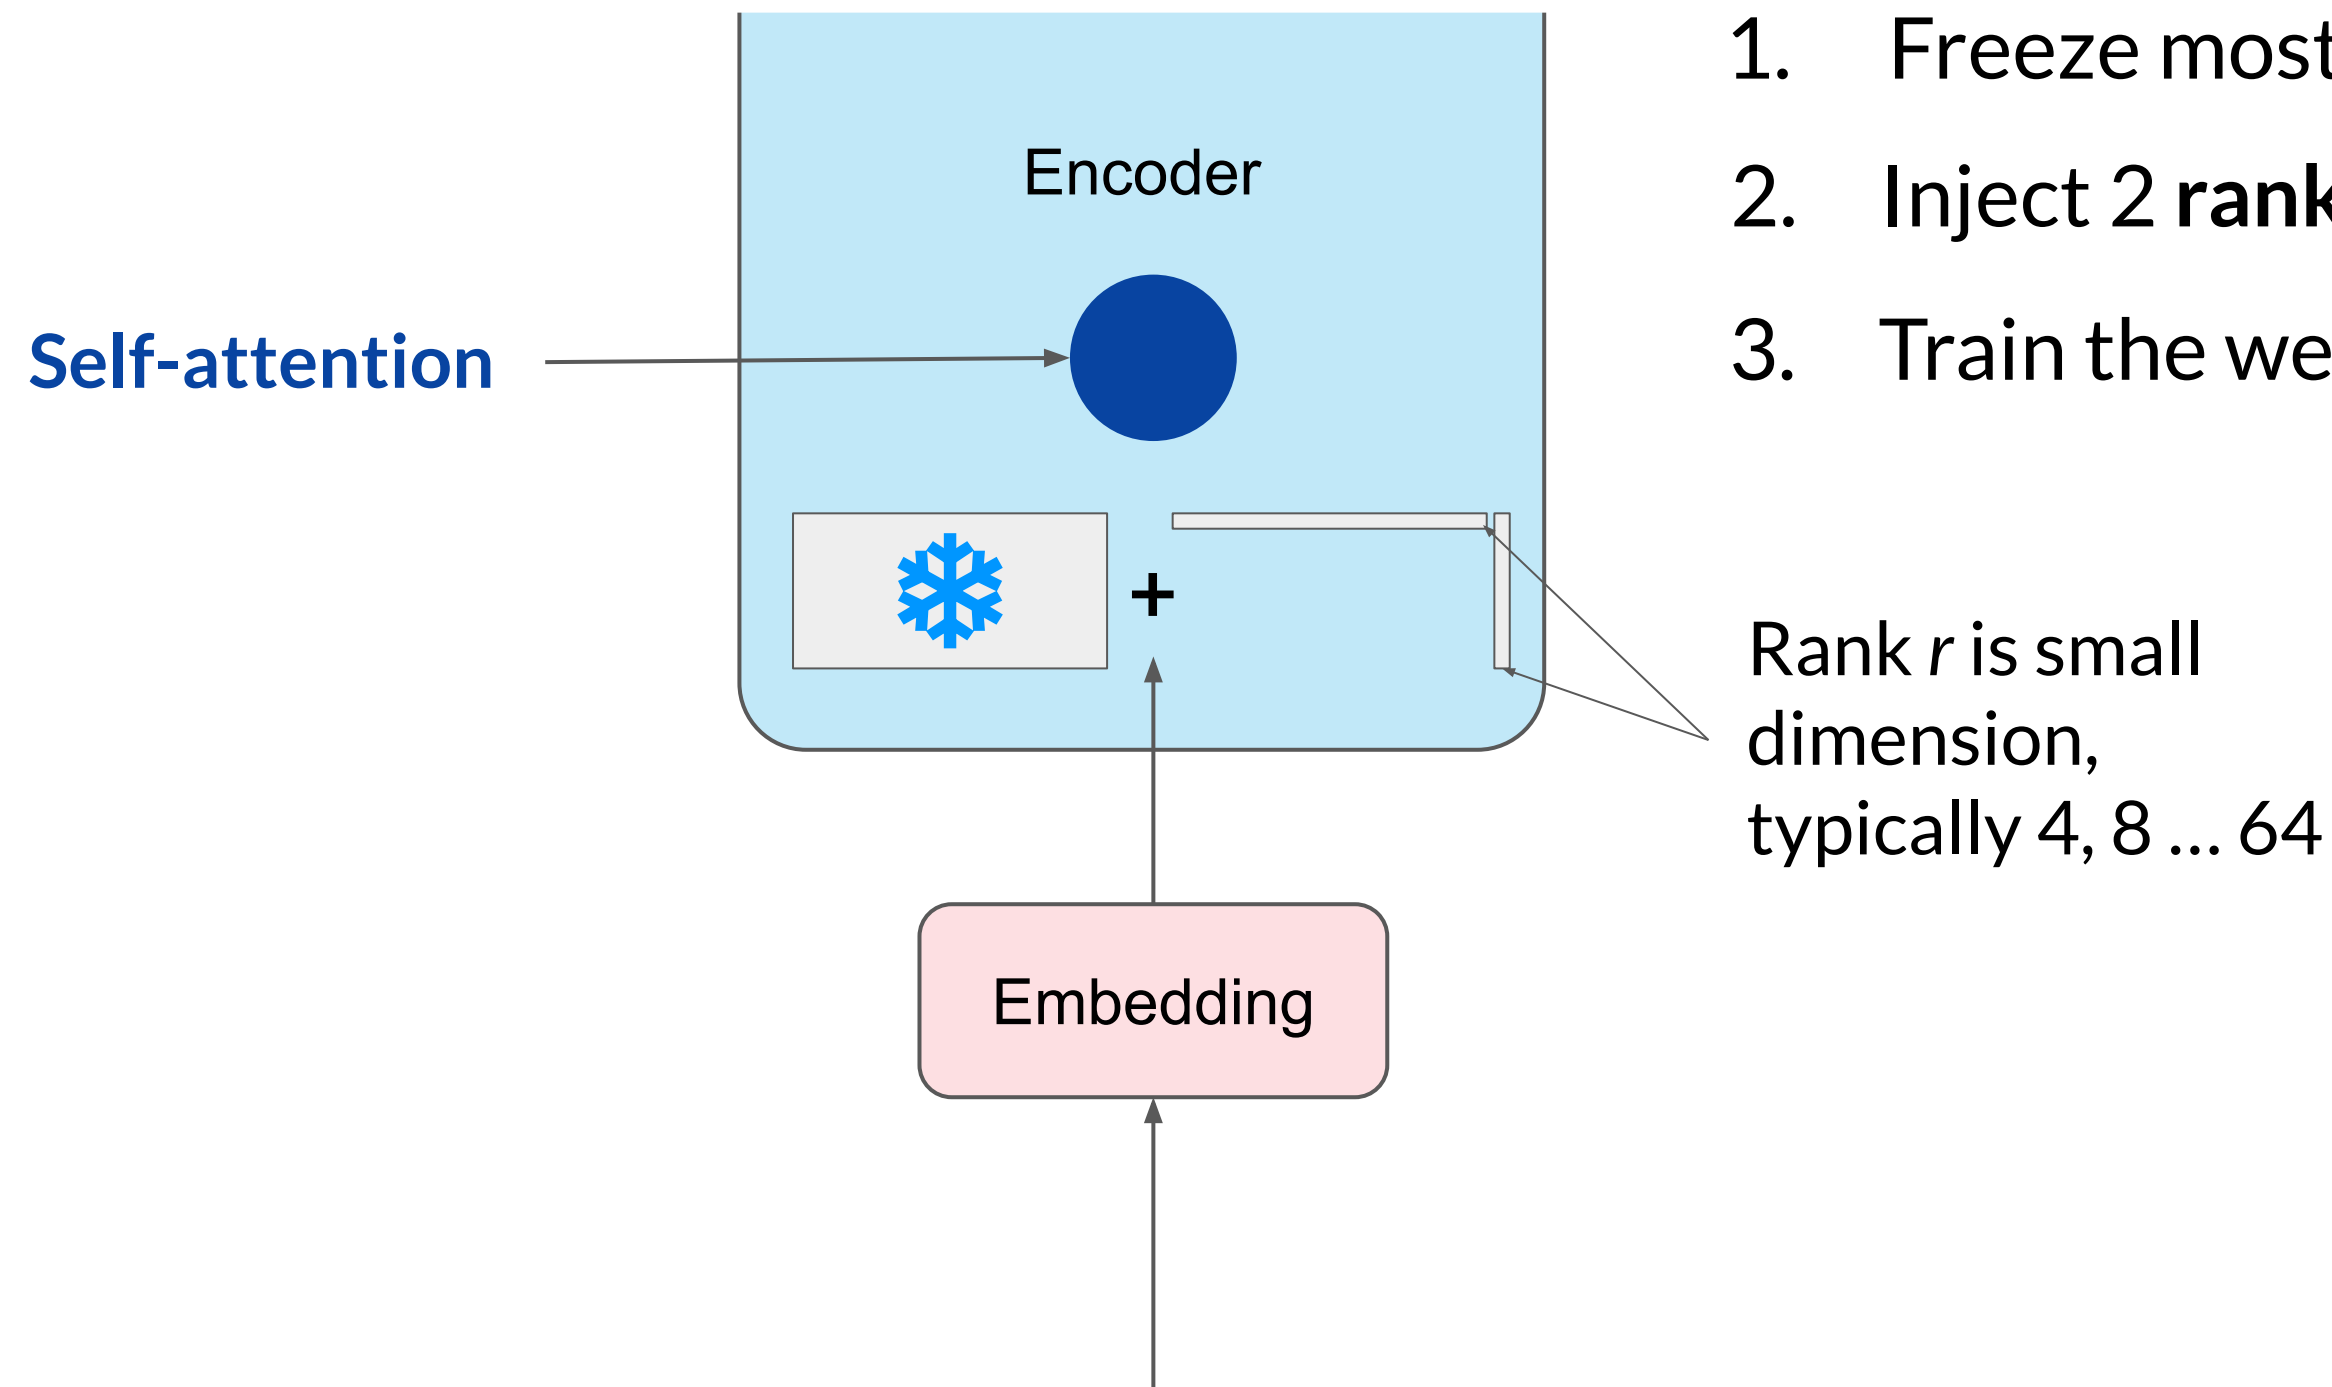 Encoder
Self-attention
1. Freeze most
2. Inject 2 rank
3. Train the we
+
Rank r is small
dimension,
typically 4, 8 ... 64
Embedding